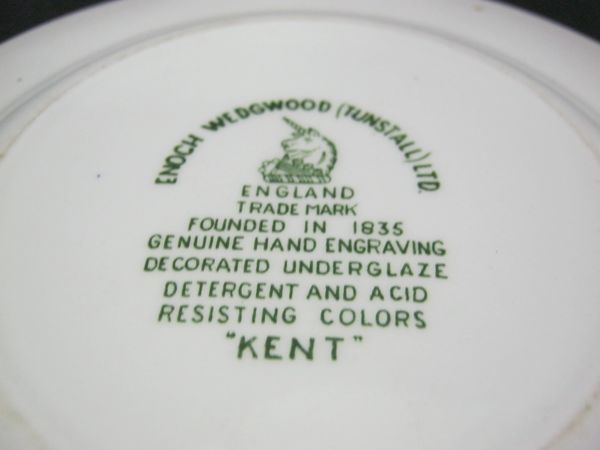 ENOCH WEDGWOOD (TUNSTALL) LTD.
ENGLAND
TRADE MARK
FOUNDED IN 1835
GENUINE HAND ENGRAVING
DECORATED UNDERGLAZE
DETERGENT AND ACID
RESISTING COLORS
"KENT"